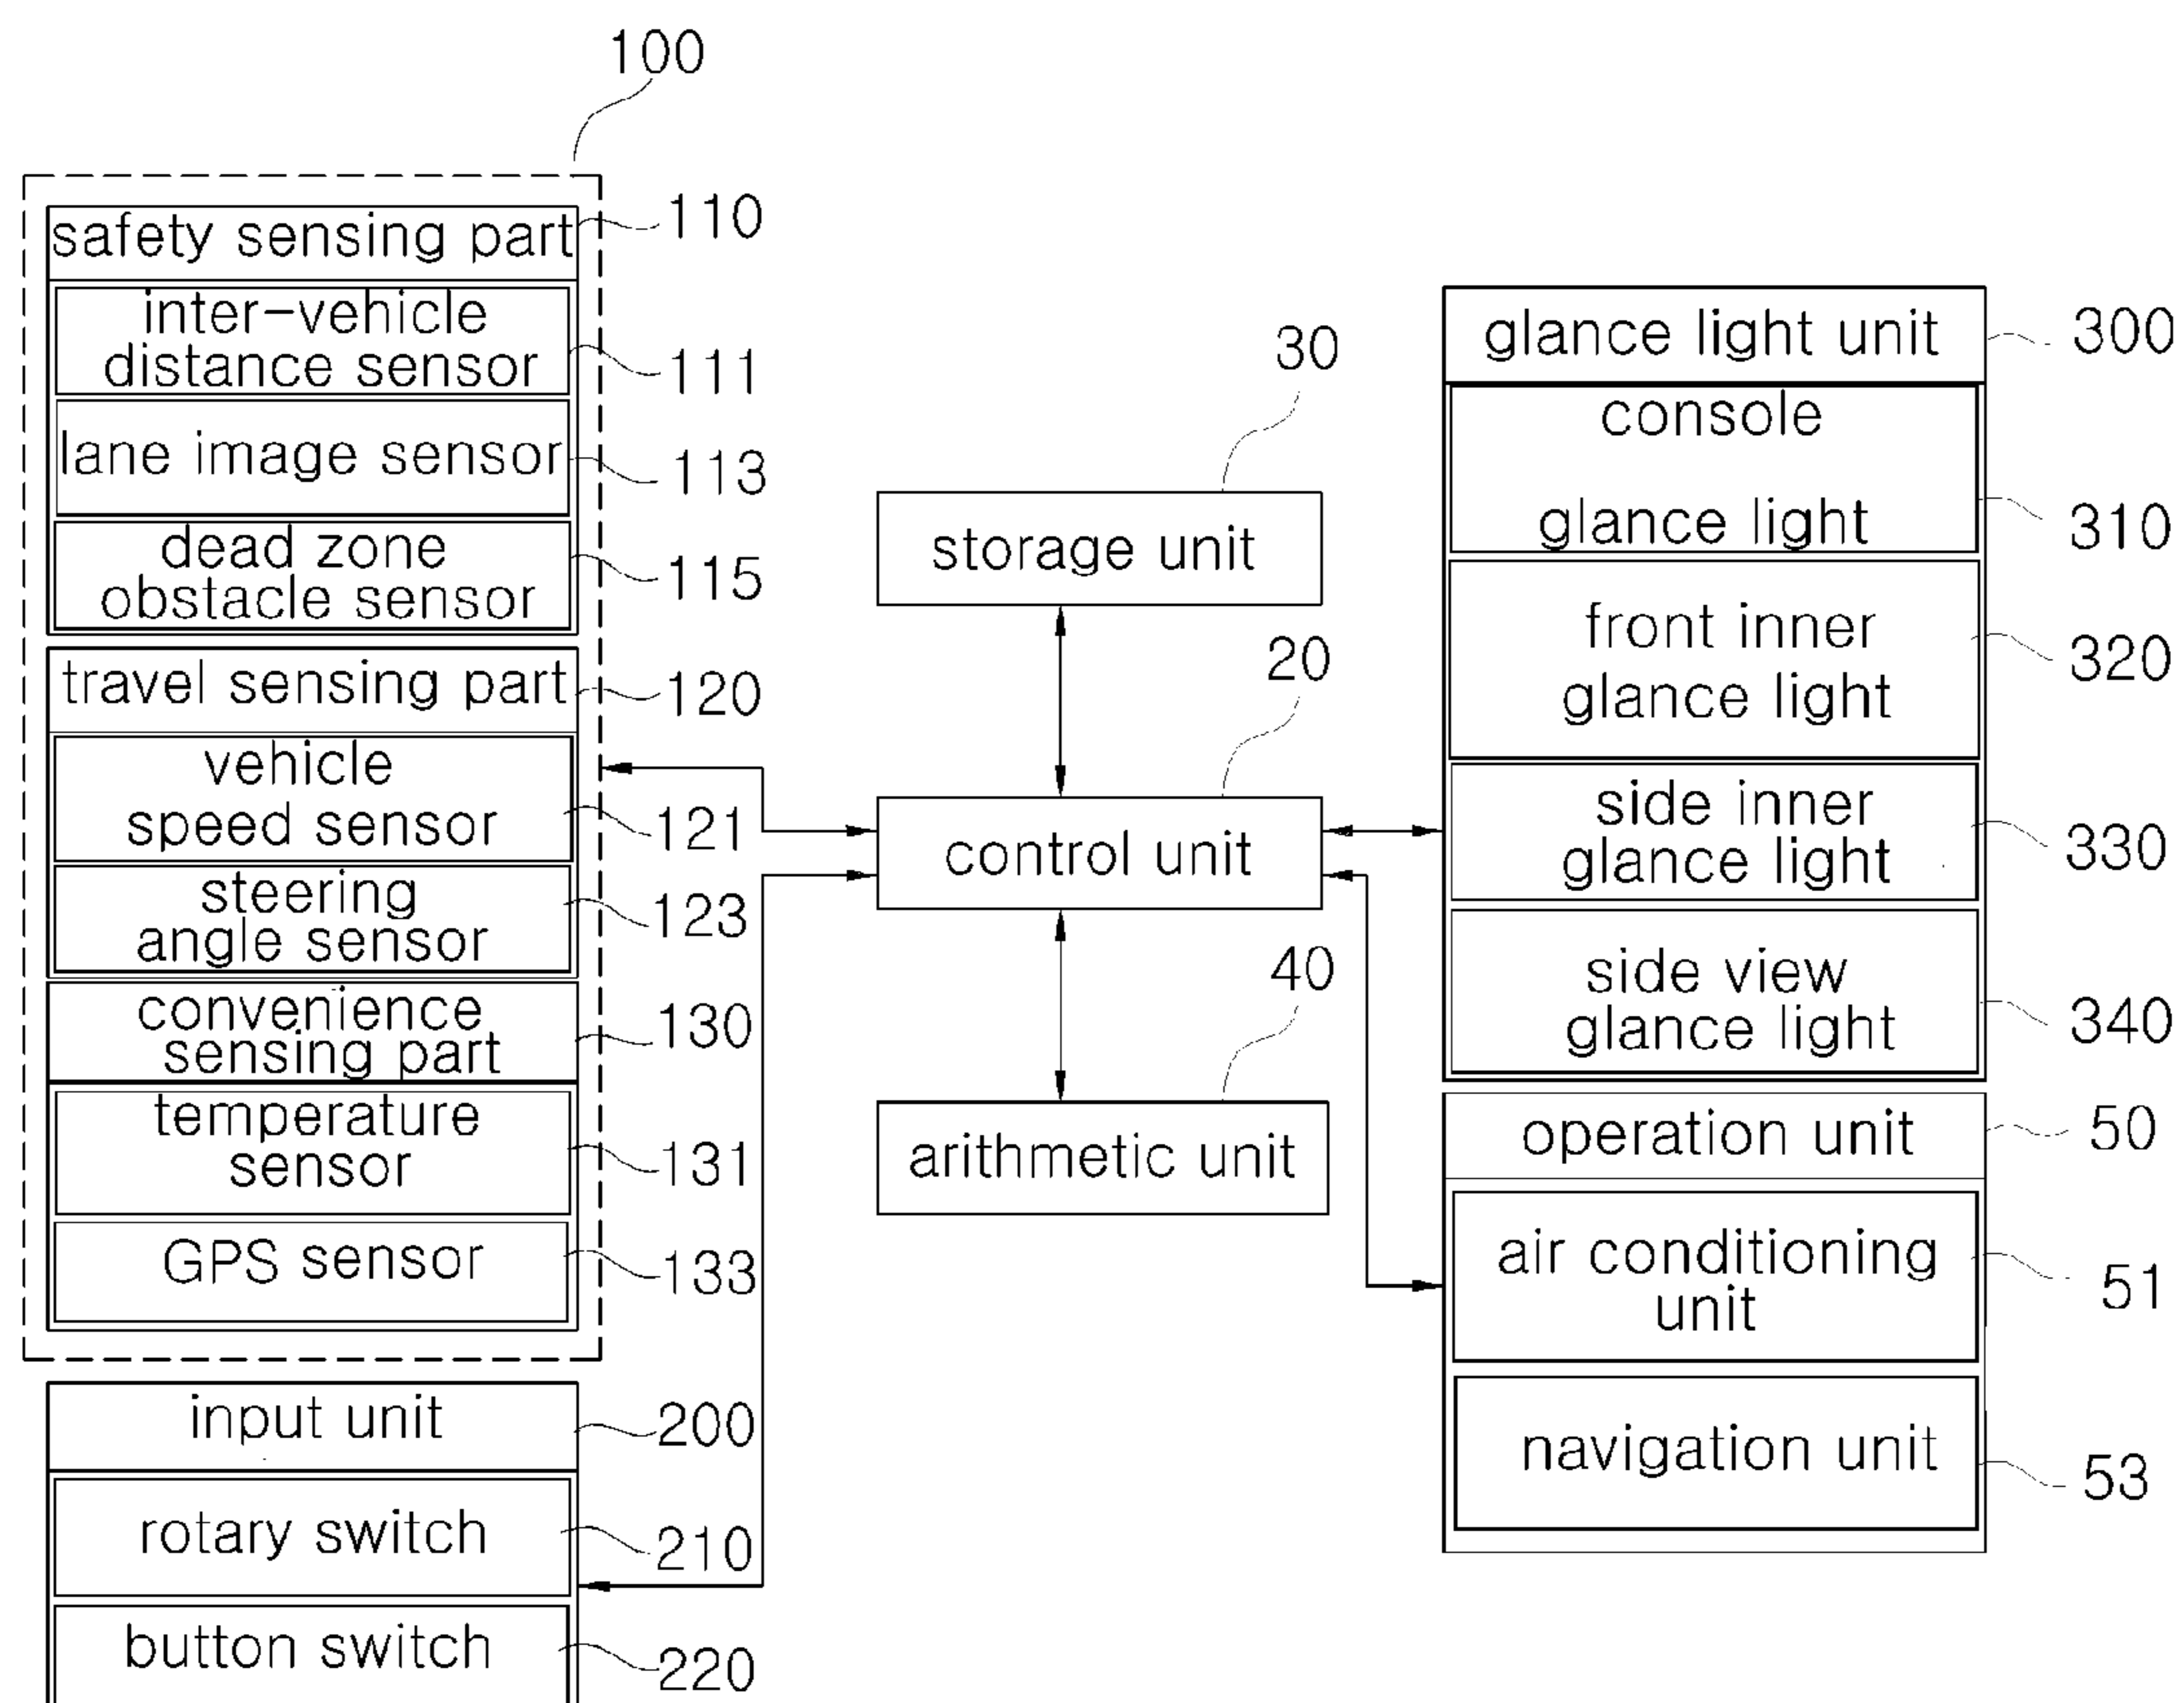 100
safety sensing part
110
inter-vehicle
distance sensor
111
lane image sensor
113
dead zone
obstacle sensor
115
travel sensing part
120
vehicle
speed sensor
121
steering
angle sensor
123
convenience
sensing part
130
temperature
sensor
131
GPS sensor
133
input unit
200
rotary switch
210
button switch
220
30
storage unit
20
control unit
40
arithmetic unit
glance light unit
300
console
glance light
310
front inner
glance light
320
side inner
glance light
330
side view
glance light
340
operation unit
50
air conditioning
unit
51
navigation unit
53